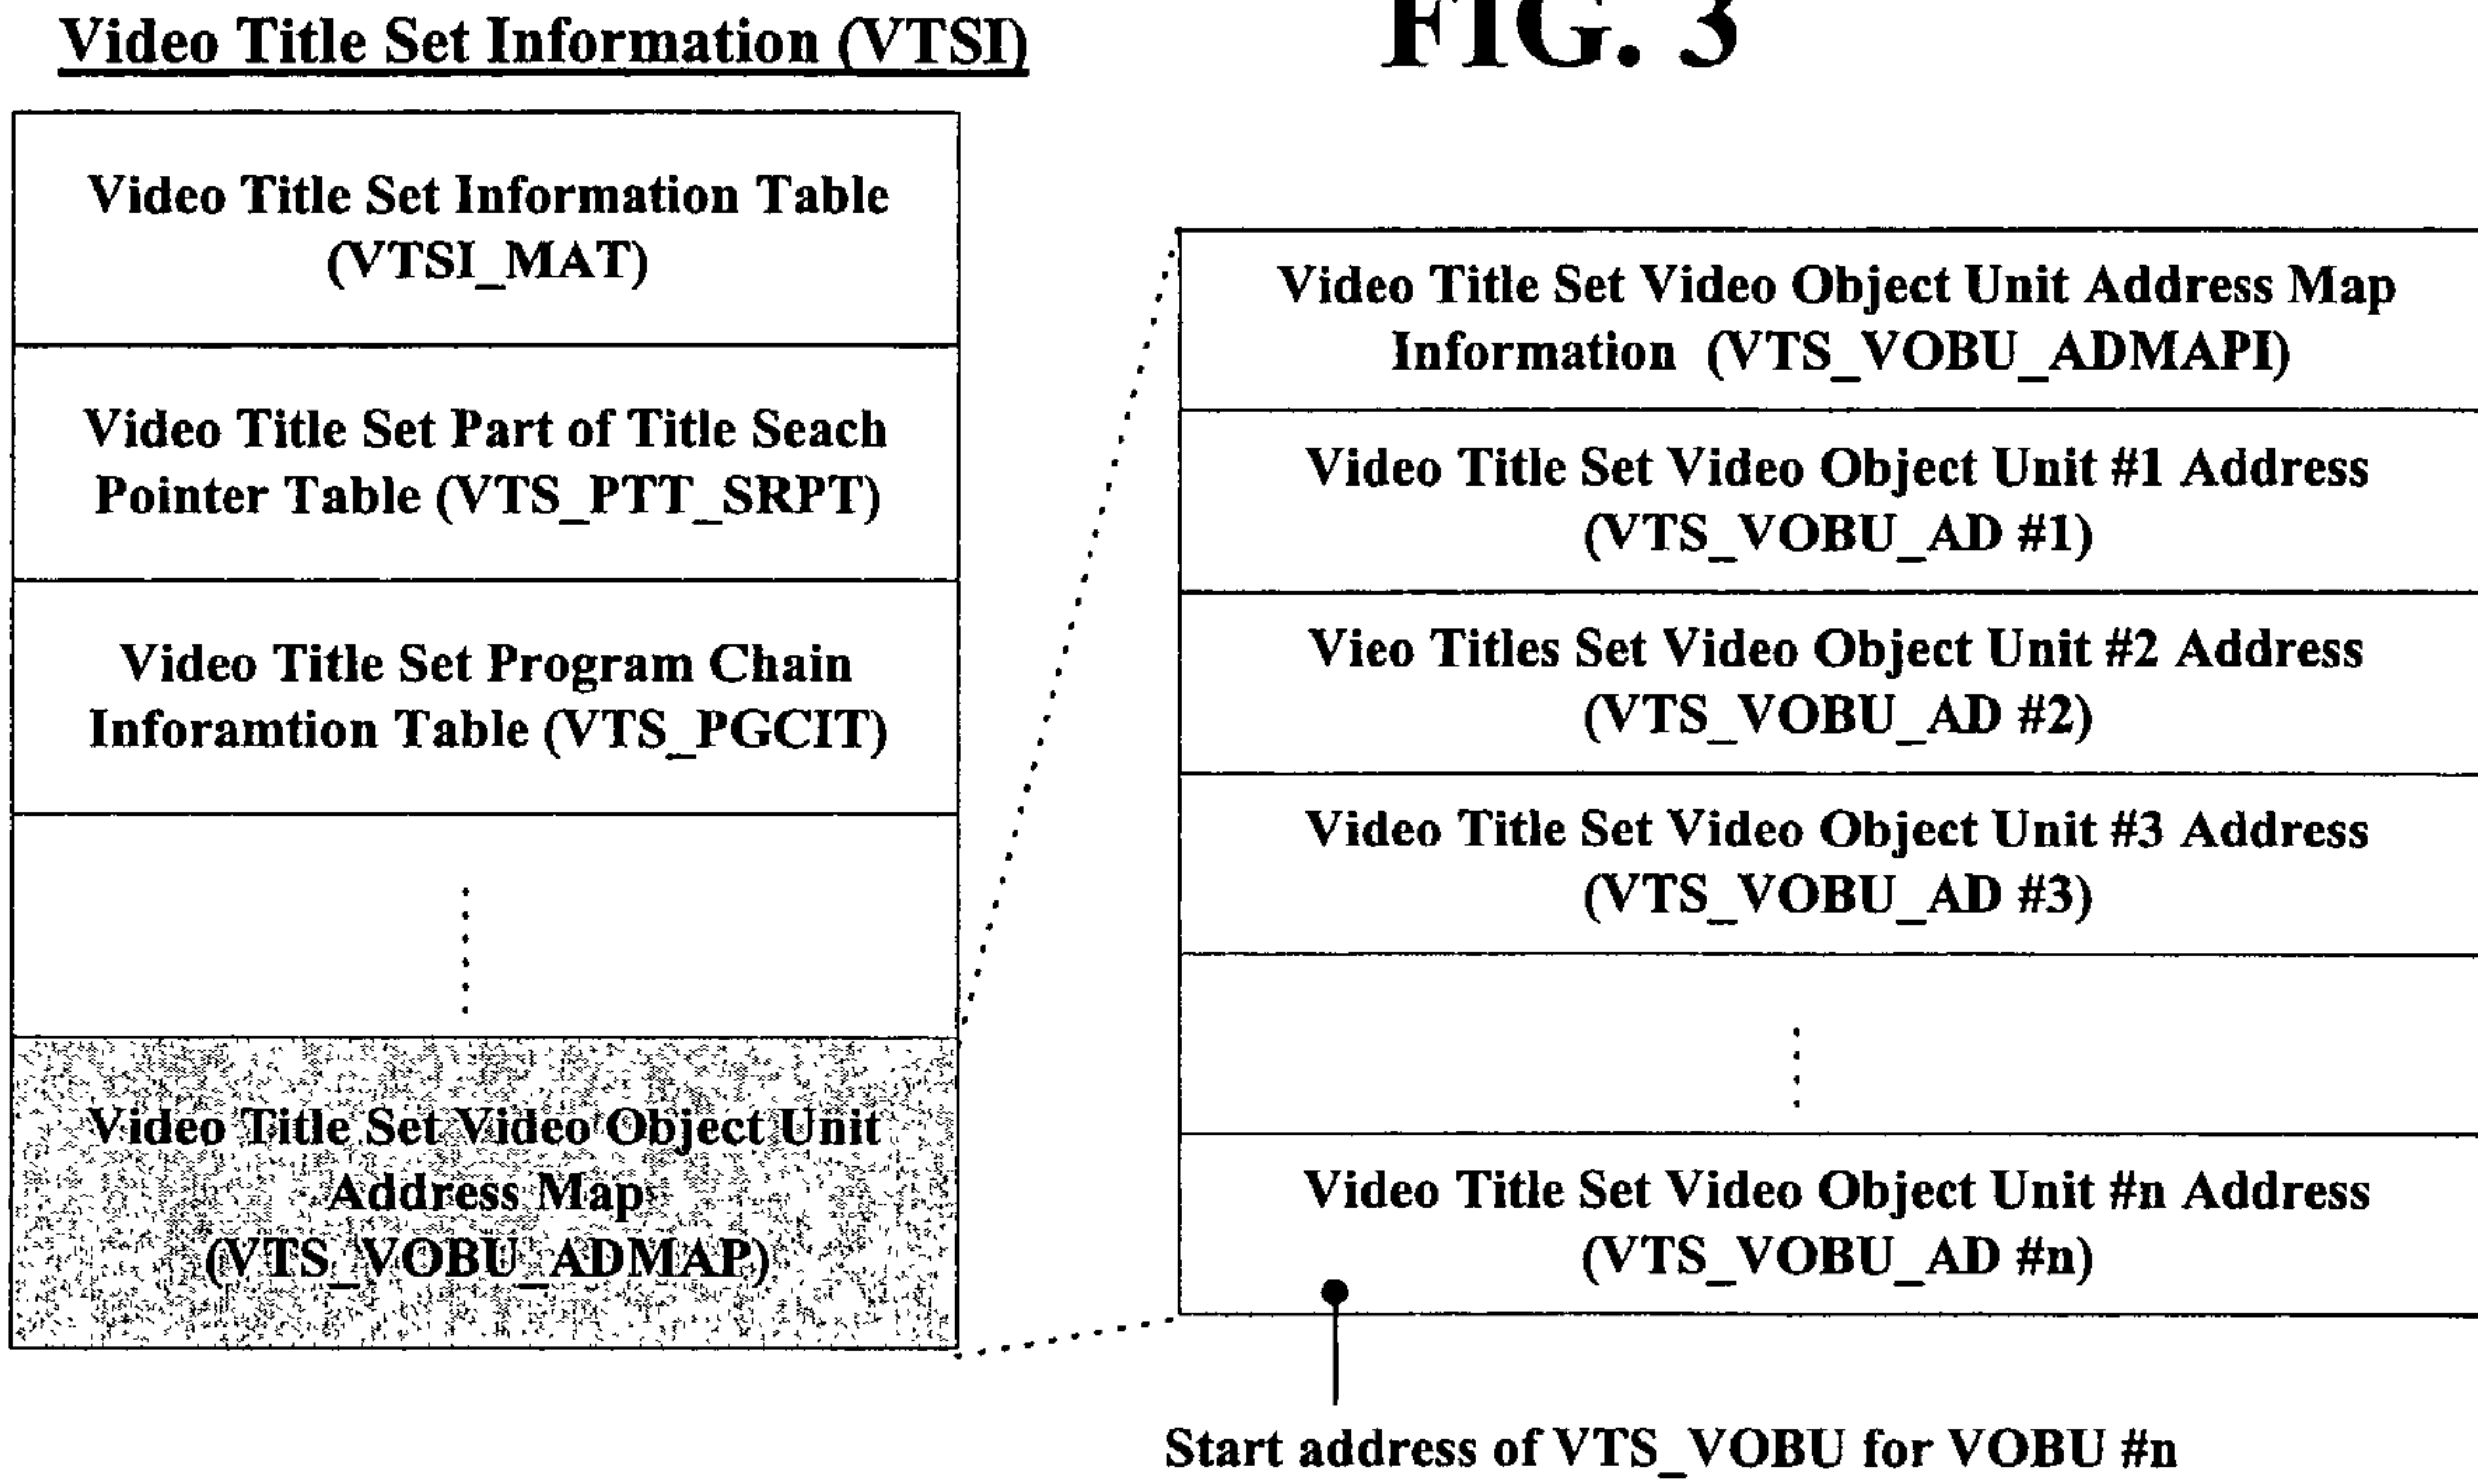 Video Title Set Information (VTSI)
FIG. 3
Video Title Set Information Table
(VTSI_MAT)
Video Title Set Part of Title Seach
Pointer Table (VTS_PTT_SRPT)
Video Title Set Program Chain
Inforamtion Table (VTS_PGCIT)
Video Title Set Video Object Unit
Address Map
(VTS_VOBU_ADMAP)
Video Title Set Video Object Unit Address Map
Information (VTS_VOBU_ADMAPI)
Video Title Set Video Object Unit #1 Address
(VTS_VOBU_AD #1)
Vieo Titles Set Video Object Unit #2 Address
(VTS_VOBU_AD #2)
Video Title Set Video Object Unit #3 Address
(VTS_VOBU_AD #3)
Video Title Set Video Object Unit #n Address
(VTS_VOBU_AD #n)
Start address of VTS_VOBU for VOBU #n